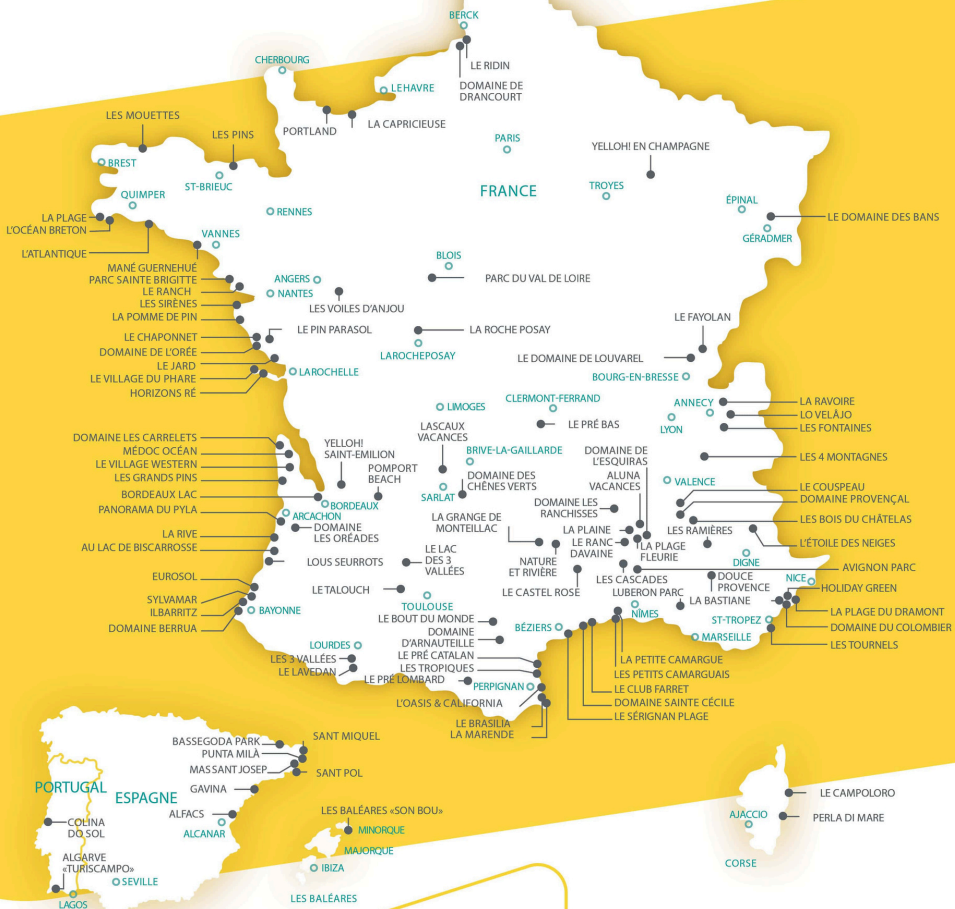 BERCK
LE RIDIN
DOMAINE DE
DRANCOURT
CHERBOURG
LEHAVRE
PORTLAND
LA CAPRICIEUSE
LES MOUETTES
LES PINS
PARIS
YELLOH! EN CHAMPAGNE
BREST
ST-BRIEUC
QUIMPER
FRANCE
TROYES
ÉPINAL
RENNES
LA PLAGE
L'OCÉAN BRETON
LE DOMAINE DES BANS
GÉRADMER
L'ATLANTIQUE
VANNES
BLOIS
MANÉ GUERNEHUÉ
PARC SAINTE BRIGITTE
LE RANCH
LES SIRÈNES
LA POMME DE PIN
ANGERS
NANTES
PARC DU VAL DE LOIRE
LES VOILES D'ANJOU
LE PIN PARASOL
LA ROCHE POSAY
LAROCHEPOSAY
LE FAYOLAN
LE CHAPONNET
DOMAINE DE L'ORÉE
LE JARD
LE VILLAGE DU PHARE
HORIZONS RÉ
LAROCHELLE
LE DOMAINE DE LOUVAREL
BOURG-EN-BRESSE
LIMOGES
CLERMONT-FERRAND
ANNECY
LYON
LA RAVOIRE
LO VELÂJO
LES FONTAINES
LE PRÉ BAS
LASCAUX
VACANCES
DOMAINE LES CARRELETS
MÉDOC OCÉAN
LE VILLAGE WESTERN
LES GRANDS PINS
BORDEAUX LAC
PANORAMA DU PYLA
YELLOH!
SAINT-EMILION
POMPORT
BEACH
BRIVE-LA-GAILLARDE
DOMAINE DE
L'ESQUIRAS
LES 4 MONTAGNES
ALUNA
VACANCES
VALENCE
DOMAINE DES
CHÊNES VERTS
SARLAT
BORDEAUX
ARCACHON
DOMAINE
LES ORÉADES
DOMAINE LES
RANCHISSES
LE COUSPEAU
DOMAINE PROVENÇAL
LES BOIS DU CHÂTELAS
L'ÉTOILE DES NEIGES
LA GRANGE DE
MONTEILLAC
LA PLAINE
LE RANC
DAVAINE
LES RAMIÈRES
LA PLAGE
FLEURIE
LA RIVE
AU LAC DE BISCARROSSE
LOUS SEURROTS
LE LAC
DES 3
VALLÉES
NATURE
ET RIVIÈRE
DIGNE
AVIGNON PARC
EUROSOL
SYLVAMAR
ILBARRITZ
DOMAINE BERRUA
BAYONNE
LE TALOUCH
TOULOUSE
LE CASTEL ROSE
LES CASCADES
LUBERON PARC
DOUCE
PROVENCE
LA BASTIANE
NICE
HOLIDAY GREEN
LA PLAGE DU DRAMONT
DOMAINE DU COLOMBIER
LES TOURNELS
NÎMES
ST-TROPEZ
MARSEILLE
LE BOUT DU MONDE
DOMAINE
D'ARNAUTEILLE
BÉZIERS
LOURDES
LES 3 VALLÉES
LE LAVEDAN
LE PRÉ CATALAN
LES TROPIQUES
LE PRÉ LOMBARD
PERPIGNAN
L'OASIS & CALIFORNIA
LE BRASILIA
LA MARENDE
LA PETITE CAMARGUE
LES PETITS CAMARGUAIS
LE CLUB FARRET
DOMAINE SAINTE CÉCILE
LE SÉRIGNAN PLAGE
BASSEGODA PARK
SANT MIQUEL
PUNTA MILÀ
MAS SANT JOSEP
SANT POL
PORTUGAL
ESPAGNE
GAVINA
ALFACS
ALCANAR
COLINA
DO SOL
ALGARVE
«TURISCAMPO»
SEVILLE
LAGOS
LES BALÉARES «SON BOU»
MINORQUE
MAJORQUE
IBIZA
LES BALÉARES
LE CAMPOLORO
AJACCIO
PERLA DI MARE
CORSE